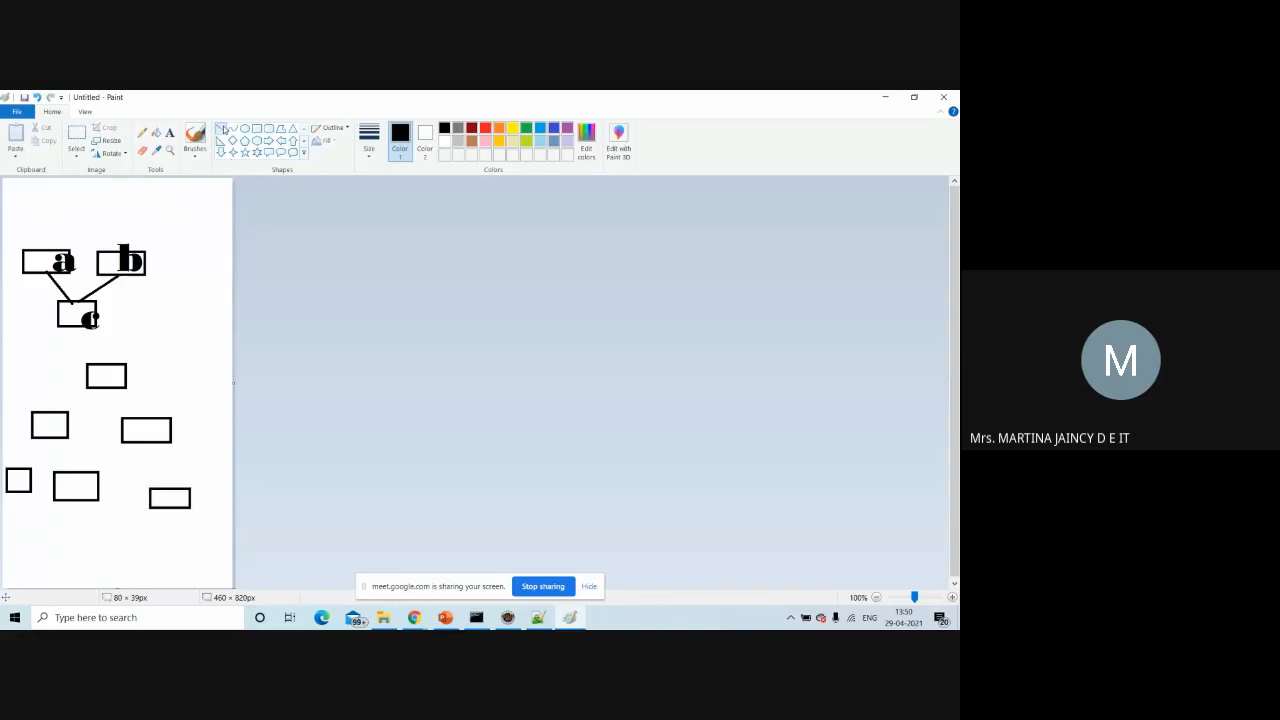 Untitled - Paint
File Home View
Paste
Cut
Copy
Clipboard
Select
Crop
Resize
Rotate
Image
A
Tools
Brushes
Outline
Fill
Shapes
Size
Color 1
Color 2
Edit colors
Colors
Edit with Paint 3D
a b
c
M
Mrs. MARTINA JAINCY D E IT
meet.google.com is sharing your screen. Stop sharing Hide
80 × 39px 460 × 820px 100%
Type here to search 99+ ENG 13:50
29-04-2021 20